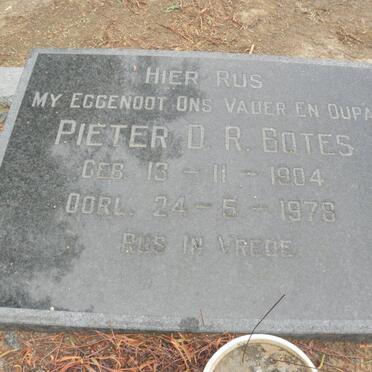 HIER RUS
MY EGGENOOT ONS VADER EN OUPA
PIETER D. R. BOTES
GEB. 13 - 11 - 1904
OORL. 24 - 5 - 1978
RUS IN VREDE